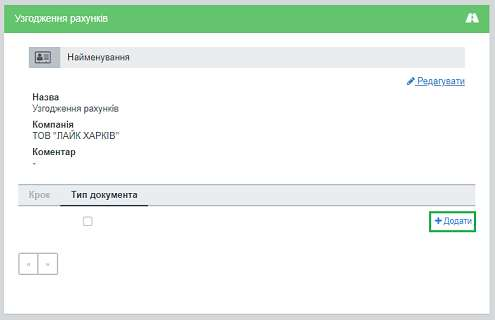 Узгодження рахунків
Найменування
Редагувати
Назва
Узгодження рахунків
Компанія
ТОВ "ЛАЙК ХАРКІВ"
Коментар
-
Крок Тип документа
+ Додати
« »